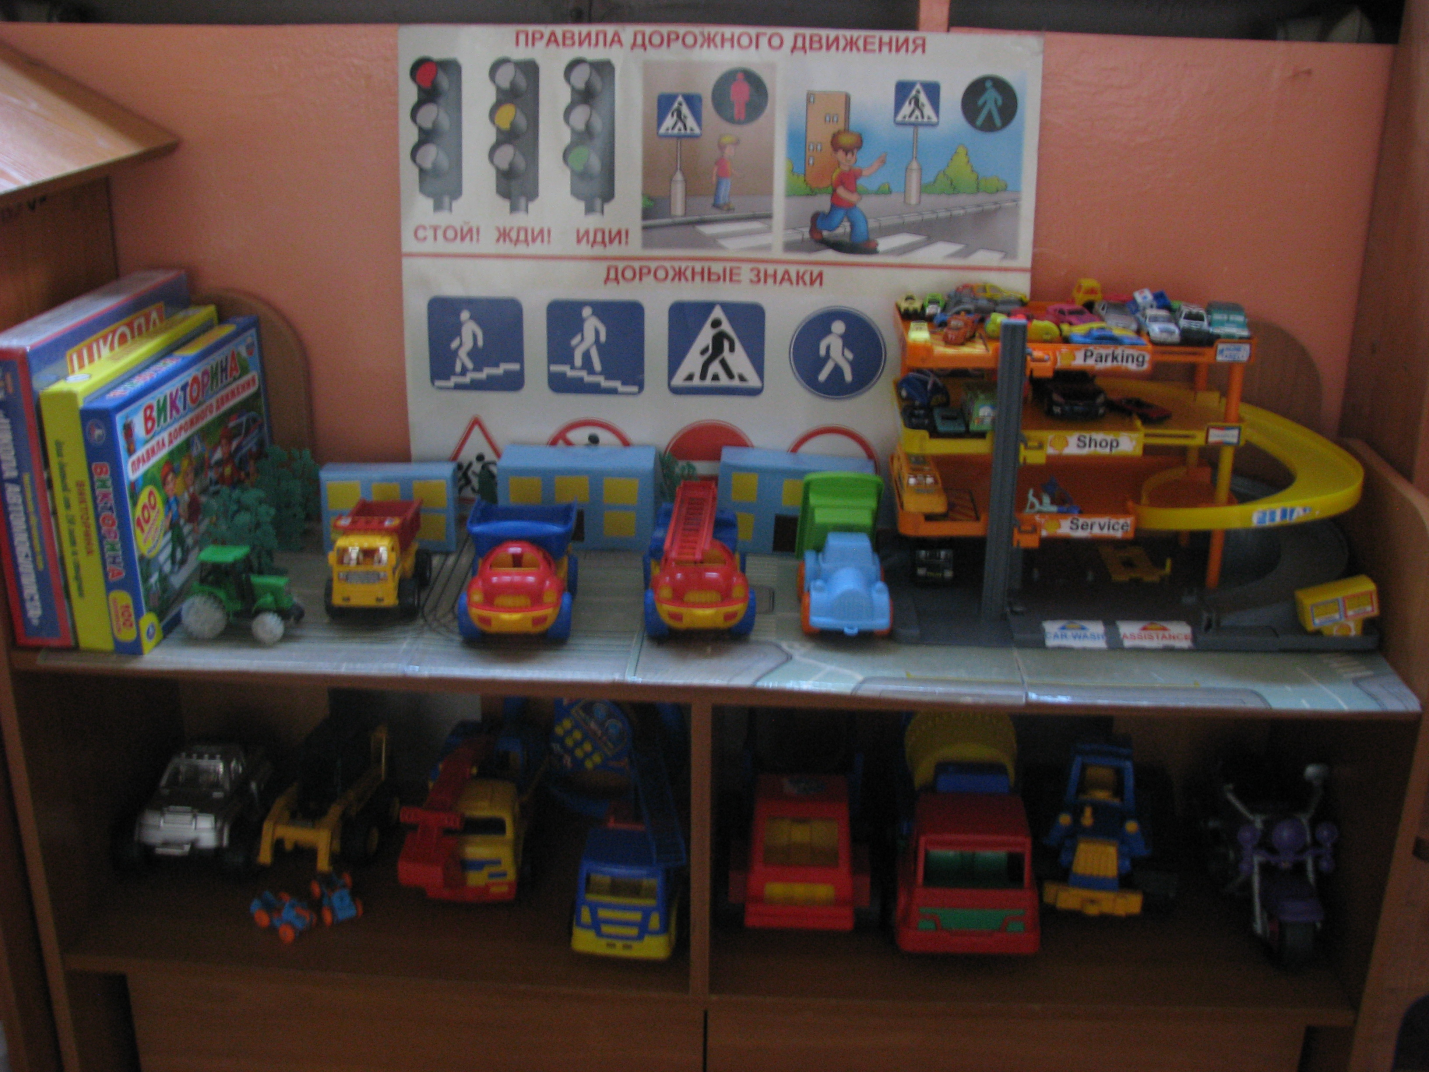 ПРАВИЛА ДОРОЖНОГО ДВИЖЕНИЯ
СТОЙ! ЖДИ! ИДИ!
ДОРОЖНЫЕ ЗНАКИ
ШКОЛА
ВИКТОРИНА
ПРАВИЛА ДОРОЖНОГО ДВИЖЕНИЯ
100
ВИКТОРИНА
100
Parking
Shop
Service
CAR-WASH
ASSISTANCE